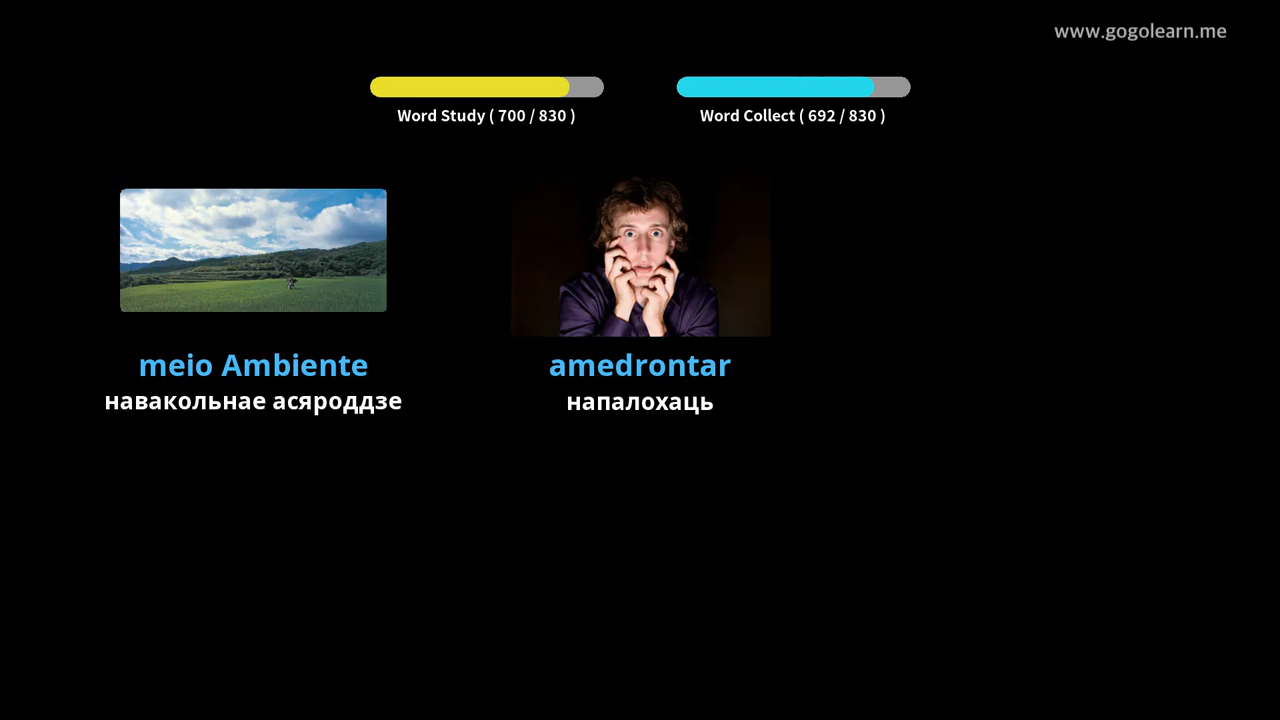 www.gogolearn.me
Word Study ( 700 / 830 )
Word Collect ( 692 / 830 )
meio Ambiente
навакольнае асяроддзе
amedrontar
напалохаць